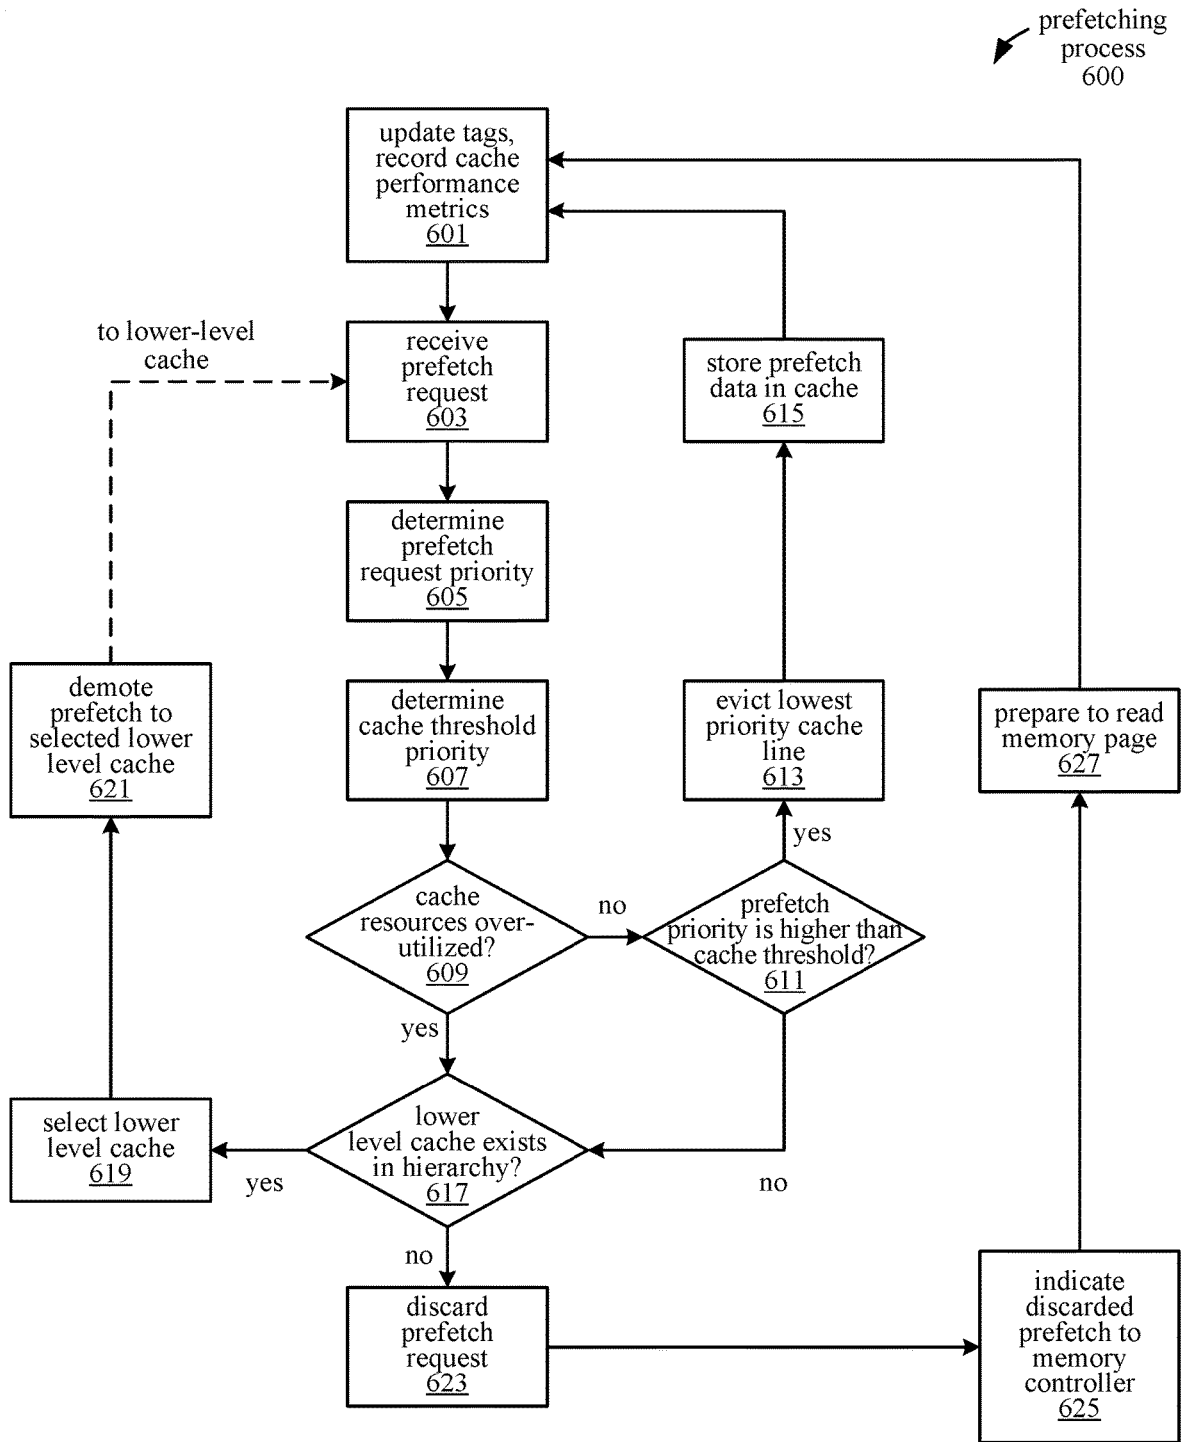 prefetching
process
600
update tags,
record cache
performance
metrics
601
to lower-level
cache
receive
prefetch
request
603
store prefetch
data in cache
615
determine
prefetch
request priority
605
demote
prefetch to
selected lower
level cache
621
determine
cache threshold
priority
607
evict lowest
priority cache
line
613
prepare to read
memory page
627
yes
cache
resources over-
utilized?
609
no
prefetch
priority is higher than
cache threshold?
611
yes
select lower
level cache
619
lower
level cache exists
in hierarchy?
617
yes
no
no
discard
prefetch
request
623
indicate
discarded
prefetch to
memory
controller
625